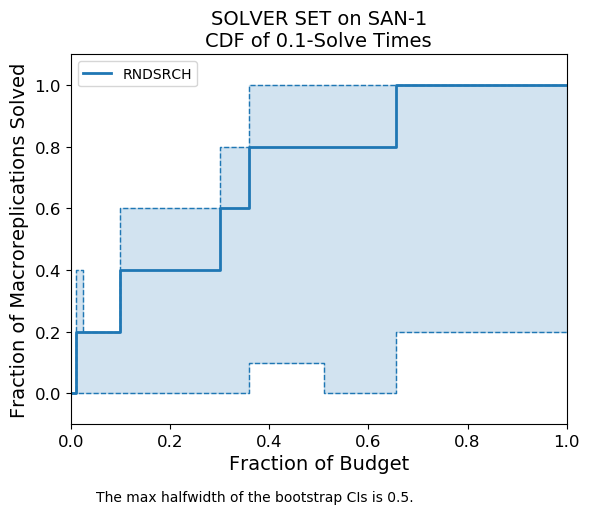 SOLVER SET on SAN-1
CDF of 0.1-Solve Times
RNDSRCH
Fraction of Macroreplications Solved
1.0
0.8
0.6
0.4
0.2
0.0
0.0 0.2 0.4 0.6 0.8 1.0
Fraction of Budget
The max halfwidth of the bootstrap CIs is 0.5.